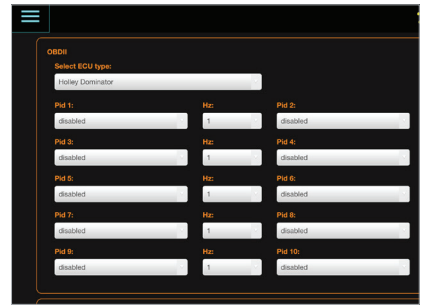 OBDII
Select ECU type:
Holley Dominator
Pid 1: Hz: Pid 2:
disabled 1 disabled
Pid 3: Hz: Pid 4:
disabled 1 disabled
Pid 5: Hz: Pid 6:
disabled 1 disabled
Pid 7: Hz: Pid 8:
disabled 1 disabled
Pid 9: Hz: Pid 10:
disabled 1 disabled